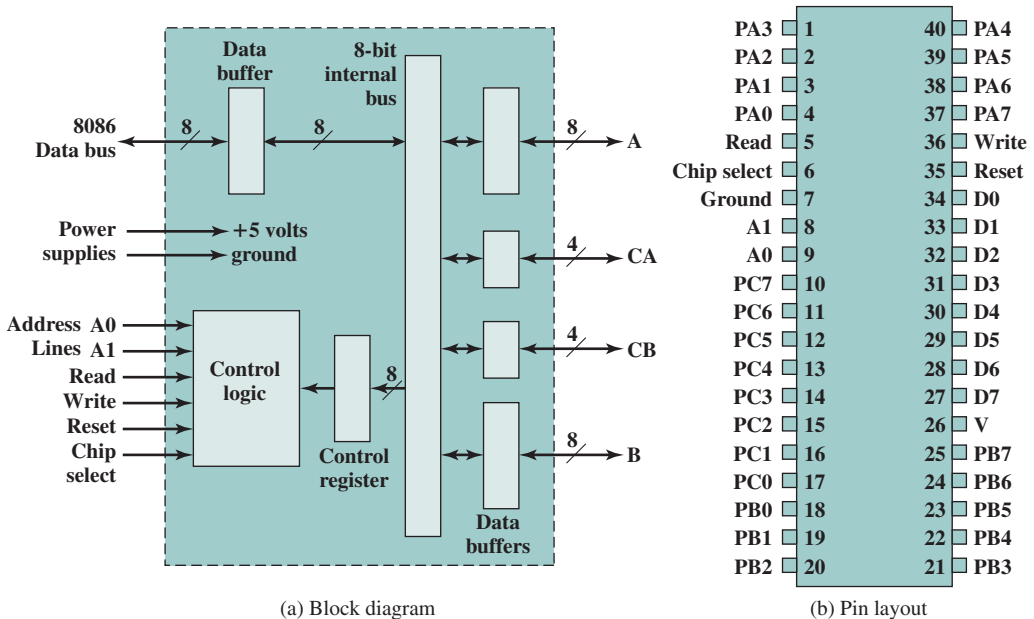 Data
buffer
8-bit
internal
bus
8086
Data bus
8
8
8
A
Power
supplies
+5 volts
ground
4
CA
Address A0
Lines A1
Read
Write
Reset
Chip
select
Control
logic
Control
register
8
4
CB
8
B
Data
buffers
(a) Block diagram
PA3 1 40 PA4
PA2 2 39 PA5
PA1 3 38 PA6
PA0 4 37 PA7
Read 5 36 Write
Chip select 6 35 Reset
Ground 7 34 D0
A1 8 33 D1
A0 9 32 D2
PC7 10 31 D3
PC6 11 30 D4
PC5 12 29 D5
PC4 13 28 D6
PC3 14 27 D7
PC2 15 26 V
PC1 16 25 PB7
PC0 17 24 PB6
PB0 18 23 PB5
PB1 19 22 PB4
PB2 20 21 PB3
(b) Pin layout